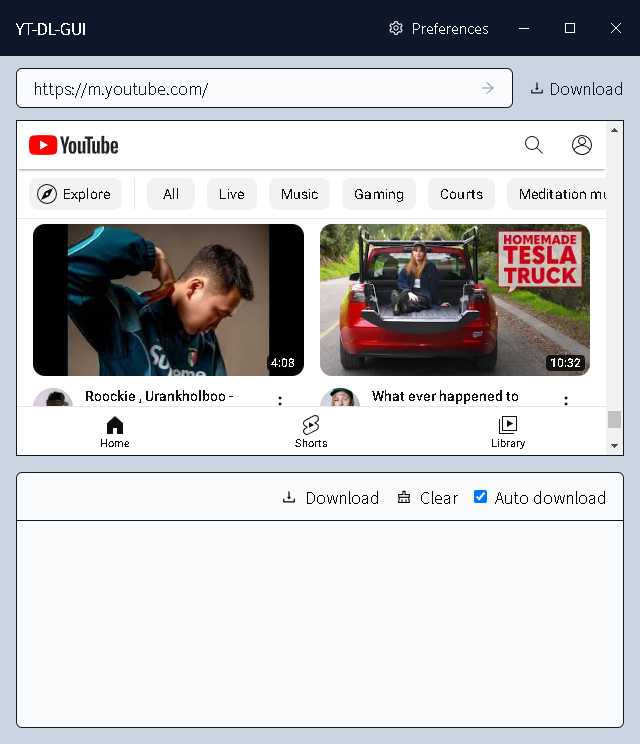 YT-DL-GUI
Preferences
https://m.youtube.com/
Download
YouTube
Explore
All
Live
Music
Gaming
Courts
Meditation mu
Supreme
4:08
HOMEMADE
TESLA
TRUCK
10:32
Roockie , Urankholboo -
What ever happened to
Home
Shorts
Library
Download
Clear
Auto download